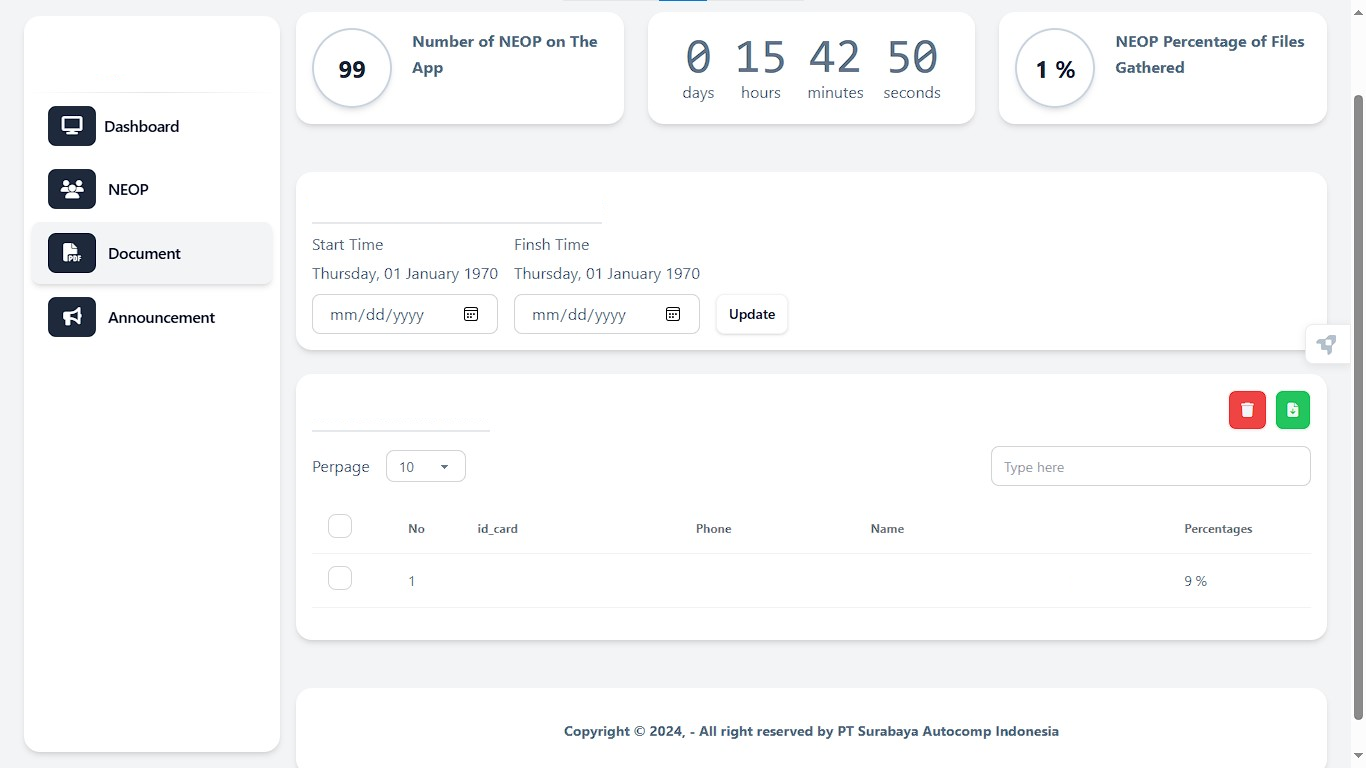 Dashboard
NEOP
Document
Announcement
99
Number of NEOP on The
App
0 15 42 50
days hours minutes seconds
1 %
NEOP Percentage of Files
Gathered
Start Time Finsh Time
Thursday, 01 January 1970 Thursday, 01 January 1970
mm/dd/yyyy mm/dd/yyyy Update
Perpage 10 Type here
No id_card Phone Name Percentages
1 9 %
Copyright © 2024, - All right reserved by PT Surabaya Autocomp Indonesia